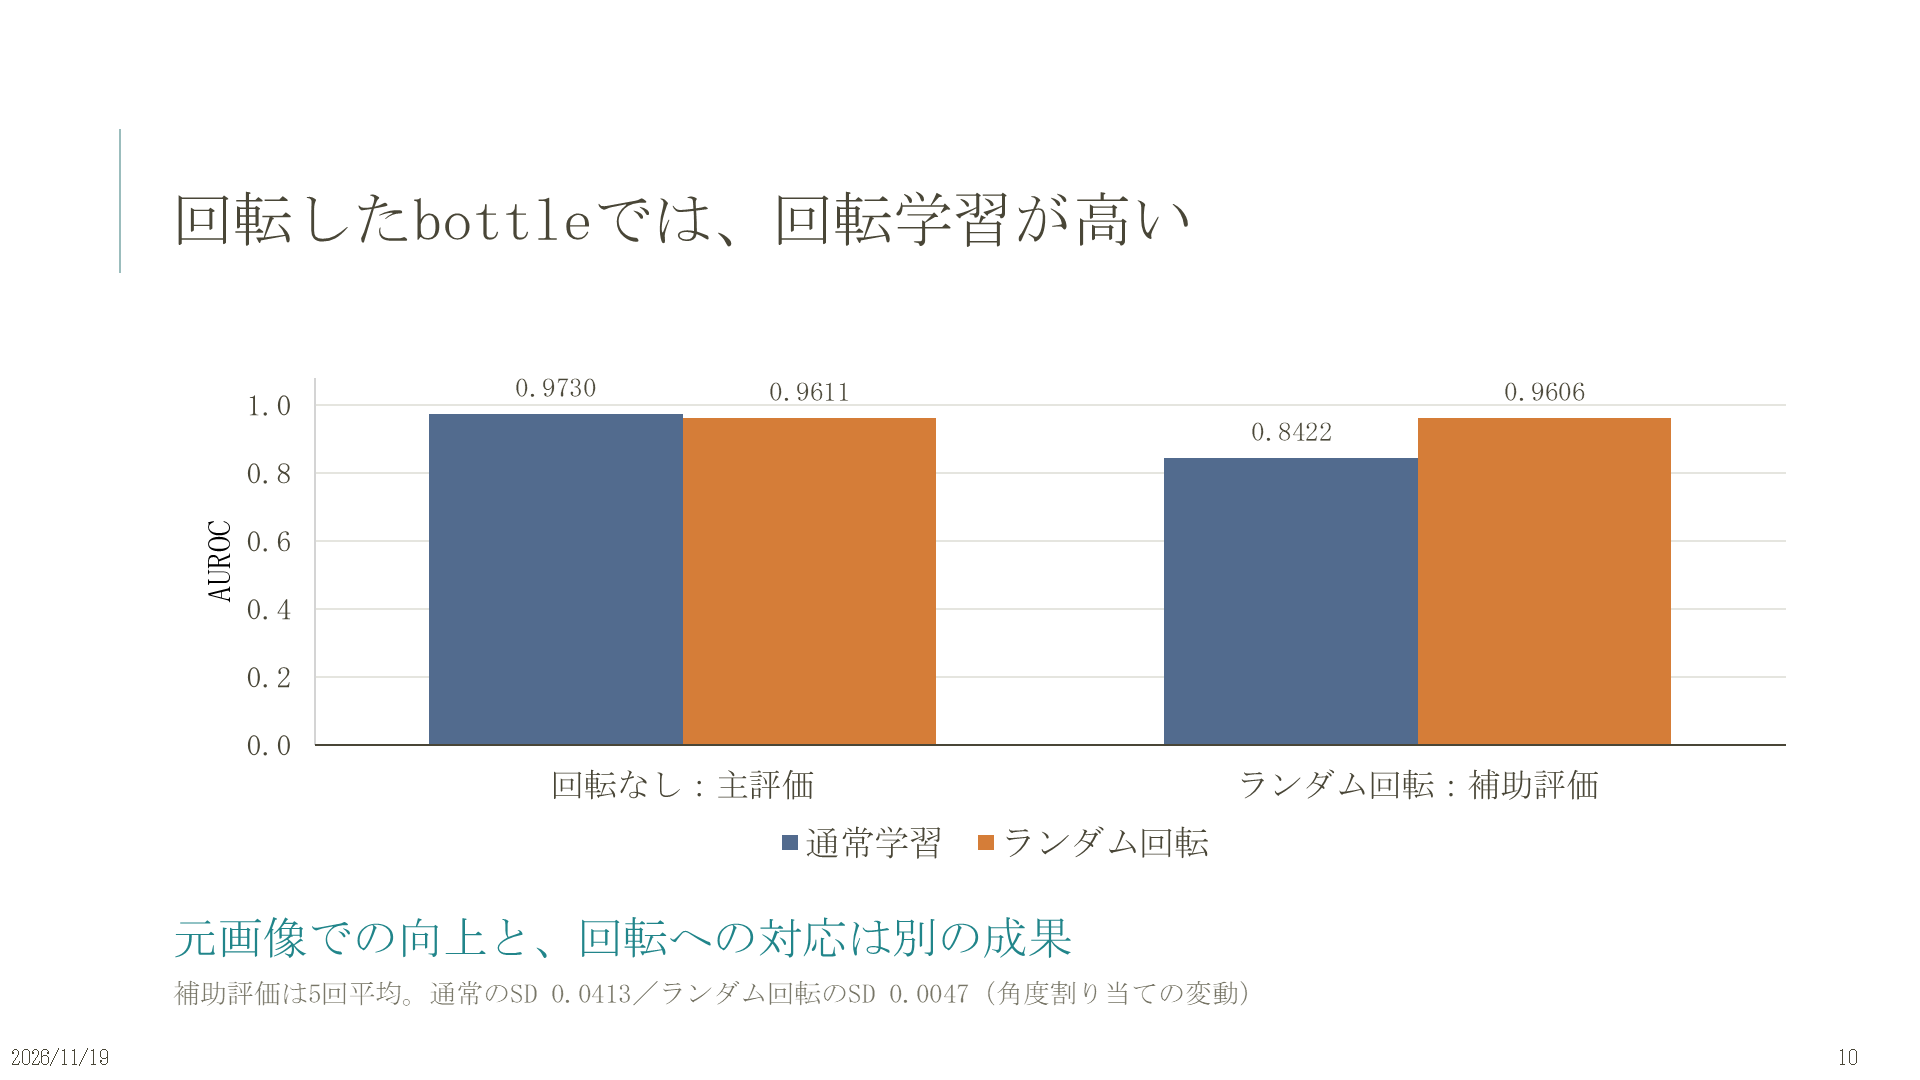 回転したbottleでは、回転学習が高い
0.9730
0.9611
0.8422
0.9606
1.0
0.8
0.6
0.4
0.2
0.0
AUROC
回転なし：主評価
ランダム回転：補助評価
通常学習
ランダム回転
元画像での向上と、回転への対応は別の成果
補助評価は5回平均。通常のSD 0.0413／ランダム回転のSD 0.0047（角度割り当ての変動）
2026/11/19
10